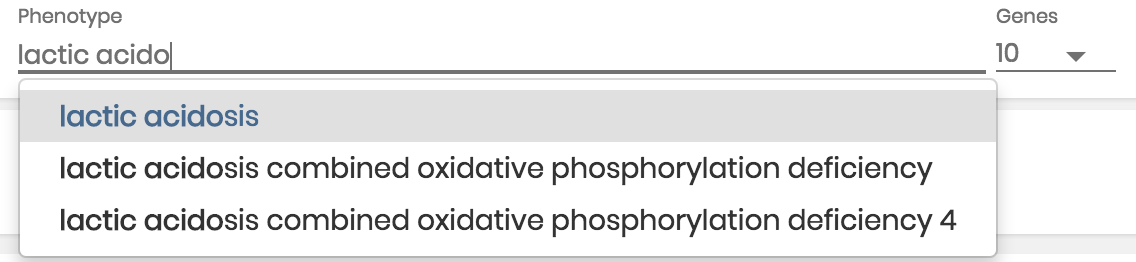 Phenotype
Genes
lactic acido
10
lactic acidosis
lactic acidosis combined oxidative phosphorylation deficiency
lactic acidosis combined oxidative phosphorylation deficiency 4